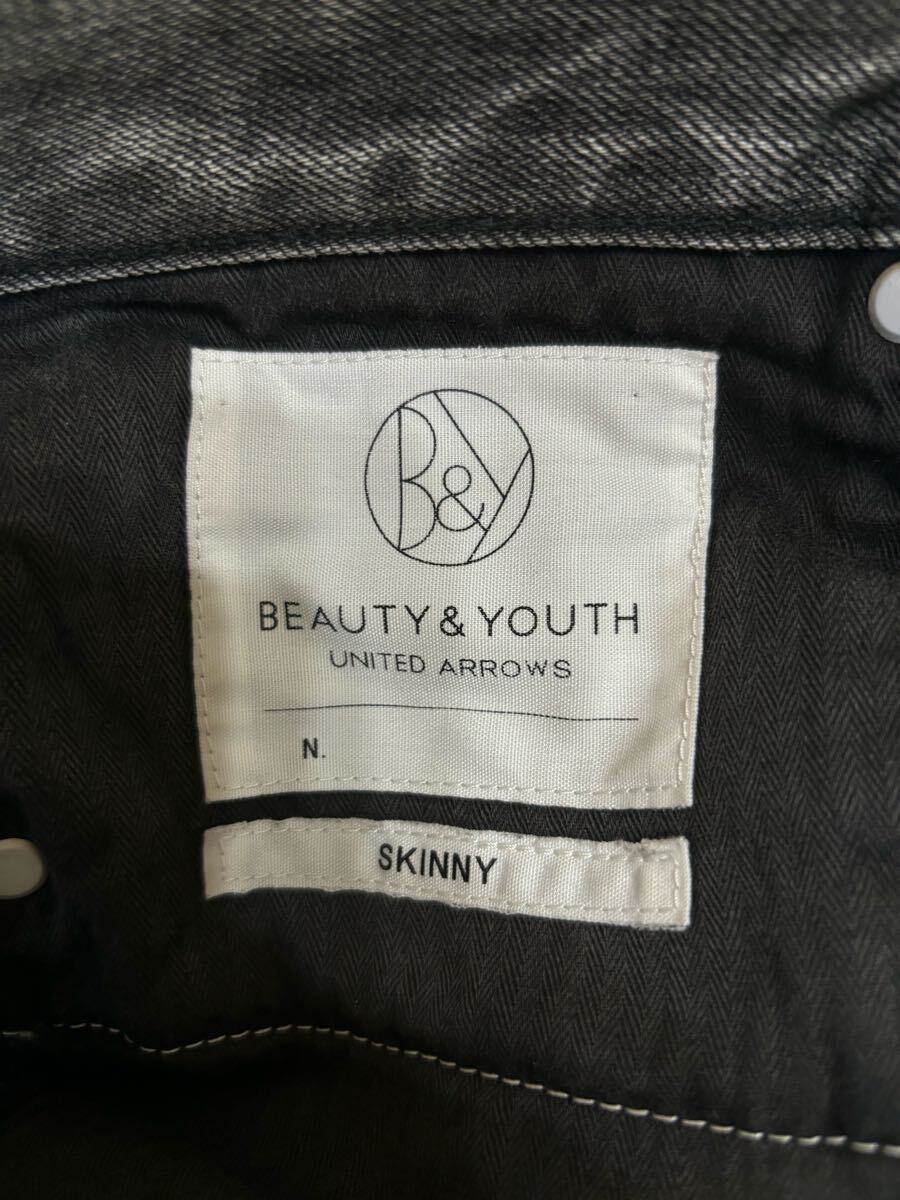 B&Y
BEAUTY & YOUTH
UNITED ARROWS
N.
SKINNY